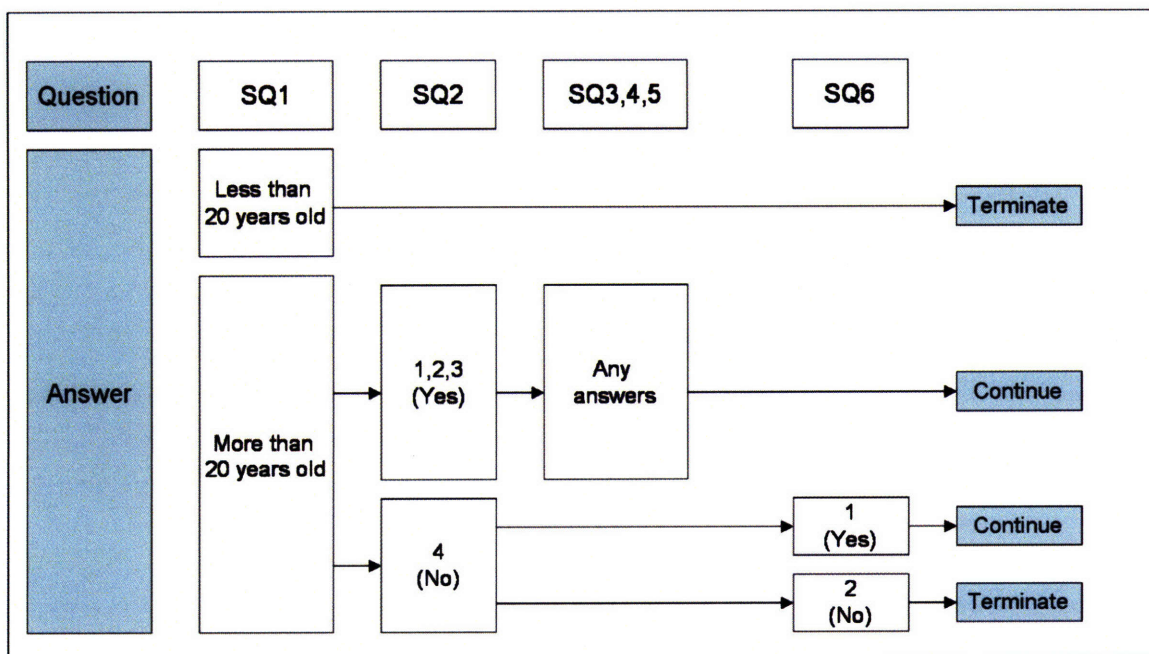 Question
SQ1
SQ2
SQ3,4,5
SQ6
Answer
Less than
20 years old
Terminate
More than
20 years old
1,2,3
(Yes)
Any
answers
Continue
4
(No)
1
(Yes)
Continue
2
(No)
Terminate